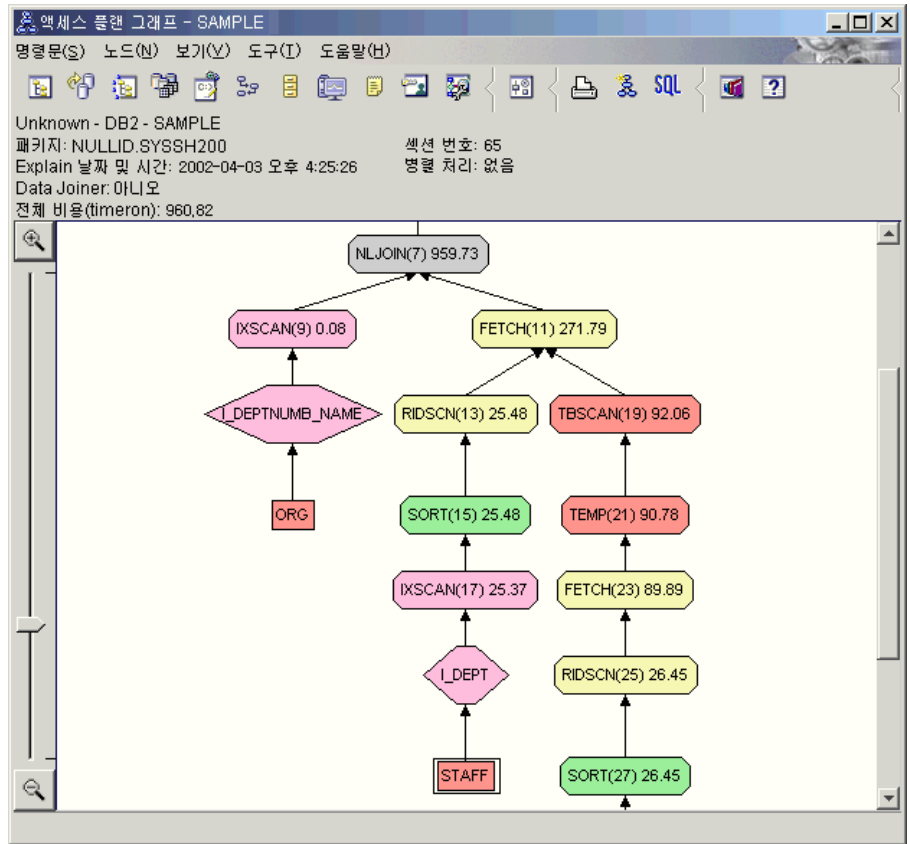 액세스 플랜 그래프 - SAMPLE
명령문(S) 노드(N) 보기(V) 도구(T) 도움말(H)
SQL
Unknown - DB2 - SAMPLE
패키지: NULLID.SYSSH200 섹션 번호: 65
Explain 날짜 및 시간: 2002-04-03 오후 4:25:26 병렬 처리: 없음
Data Joiner: 아니오
전체 비용(timeron): 960,82
NLJOIN(7) 959.73
IXSCAN(9) 0.08 FETCH(11) 271.79
I_DEPTNUMB_NAME RIDSCN(13) 25.48 TBSCAN(19) 92.06
ORG SORT(15) 25.48 TEMP(21) 90.78
IXSCAN(17) 25.37 FETCH(23) 89.89
I_DEPT RIDSCN(25) 26.45
STAFF SORT(27) 26.45